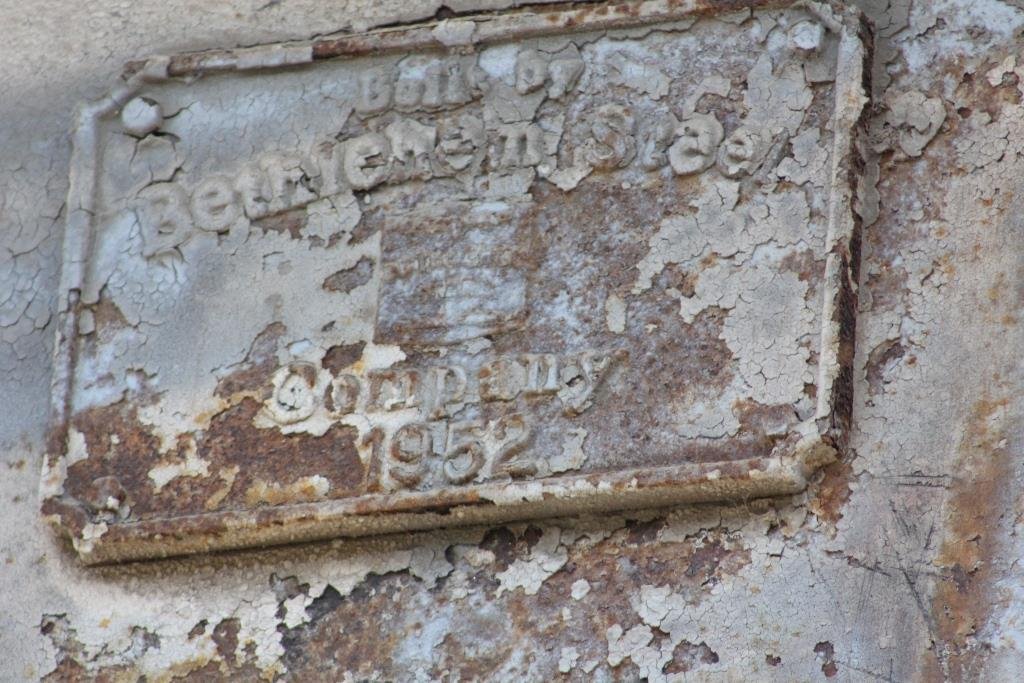 Built by
Bethlehem Steel
Company
1952